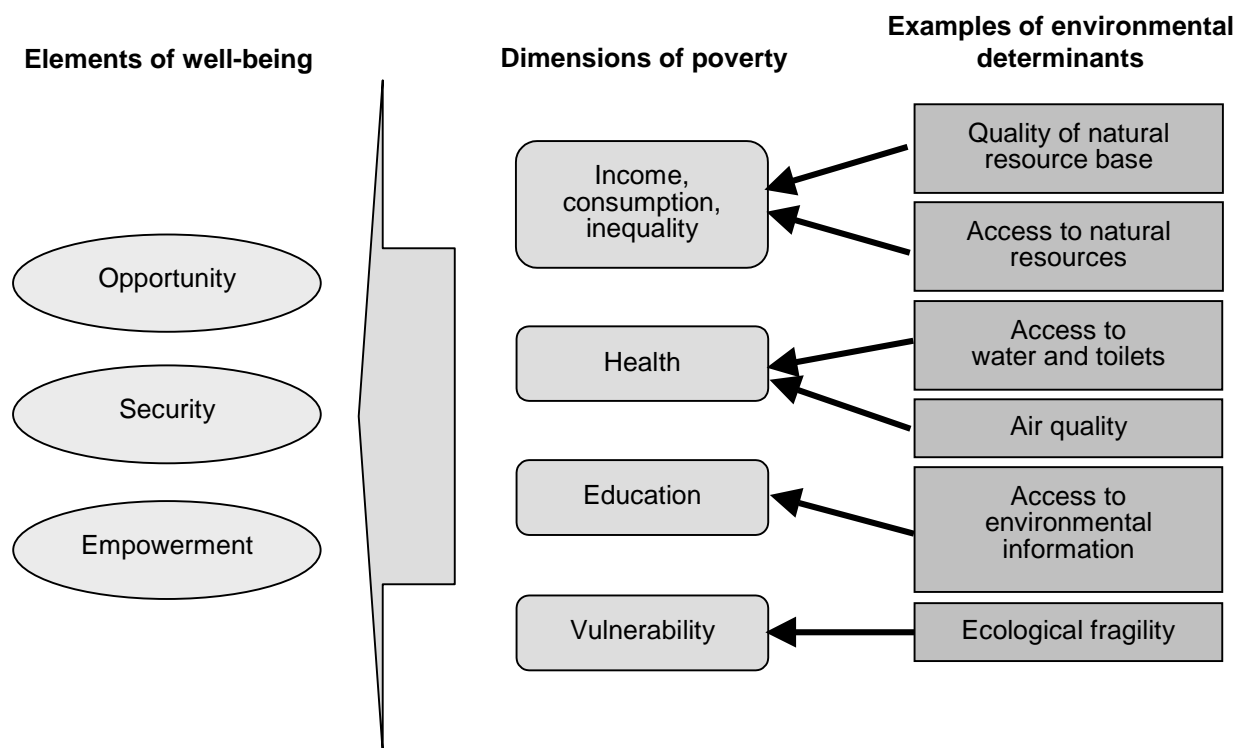 Elements of well-being
Dimensions of poverty
Examples of environmental
determinants
Opportunity
Security
Empowerment
Income,
consumption,
inequality
Health
Education
Vulnerability
Quality of natural
resource base
Access to natural
resources
Access to
water and toilets
Air quality
Access to
environmental
information
Ecological fragility